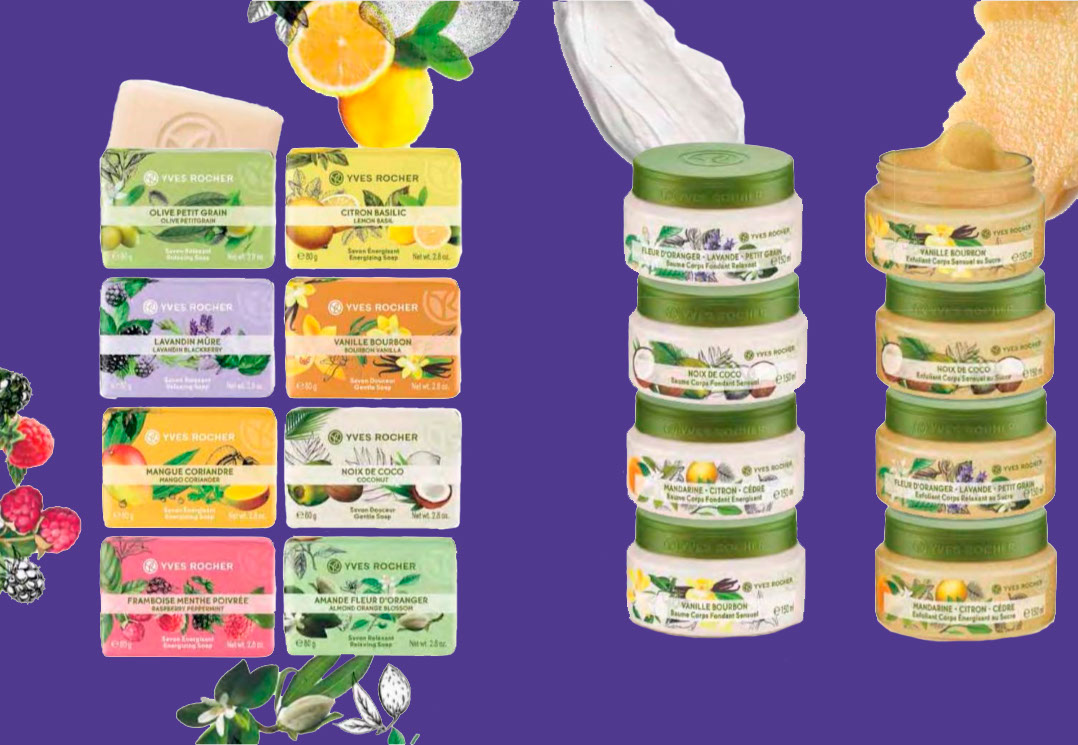 YVES ROCHER
OLIVE PETIT GRAIN
OLIVE PETITGRAIN
Savon Relaxant
Relaxing Soap
℮80 g
Net wt. 2.8 oz.
YVES ROCHER
CITRON BASILIC
LEMON BASIL
Savon Énergisant
Energizing Soap
℮80 g
Net wt. 2.8 oz.
YVES ROCHER
LAVANDIN MÛRE
LAVANDIN BLACKBERRY
Savon Relaxant
Relaxing Soap
℮80 g
Net wt. 2.8 oz.
YVES ROCHER
VANILLE BOURBON
BOURBON VANILLA
Savon Douceur
Gentle Soap
℮80 g
Net wt. 2.8 oz.
YVES ROCHER
MANGUE CORIANDRE
MANGO CORIANDER
Savon Énergisant
Energizing Soap
℮80 g
Net wt. 2.8 oz.
YVES ROCHER
NOIX DE COCO
COCONUT
Savon Douceur
Gentle Soap
℮80 g
Net wt. 2.8 oz.
YVES ROCHER
FRAMBOISE MENTHE POIVRÉE
RASPBERRY PEPPERMINT
Savon Énergisant
Energizing Soap
℮80 g
Net wt. 2.8 oz.
YVES ROCHER
AMANDE FLEUR D'ORANGER
ALMOND ORANGE BLOSSOM
Savon Relaxant
Relaxing Soap
℮80 g
Net wt. 2.8 oz.
YVES ROCHER
FLEUR D'ORANGER • LAVANDE • PETIT GRAIN
Baume Corps Fondant Relaxant
℮150 ml
YVES ROCHER
YVES ROCHER
NOIX DE COCO
Baume Corps Fondant Sensuel
℮150 ml
YVES ROCHER
YVES ROCHER
MANDARINE • CITRON • CÈDRE
Baume Corps Fondant Énergisant
℮150 ml
YVES ROCHER
YVES ROCHER
VANILLE BOURBON
Baume Corps Fondant Sensuel
℮150 ml
YVES ROCHER
VANILLE BOURBON
Exfoliant Corps Sensuel au Sucre
℮150 ml
YVES ROCHER
YVES ROCHER
NOIX DE COCO
Exfoliant Corps Sensuel au Sucre
℮150 ml
YVES ROCHER
YVES ROCHER
FLEUR D'ORANGER • LAVANDE • PETIT GRAIN
Exfoliant Corps Relaxant au Sucre
℮150 ml
YVES ROCHER
YVES ROCHER
MANDARINE • CITRON • CÈDRE
Exfoliant Corps Énergisant au Sucre
℮150 ml